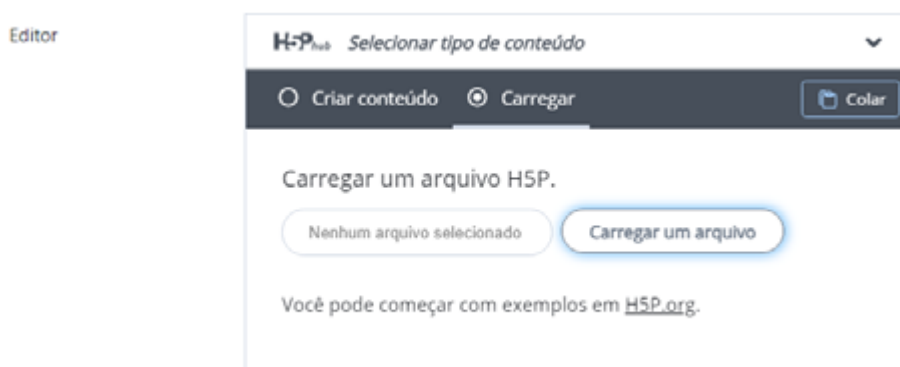 Editor
H5P hub Selecionar tipo de conteúdo
Criar conteúdo Carregar Colar
Carregar um arquivo H5P.
Nenhum arquivo selecionado Carregar um arquivo
Você pode começar com exemplos em H5P.org.